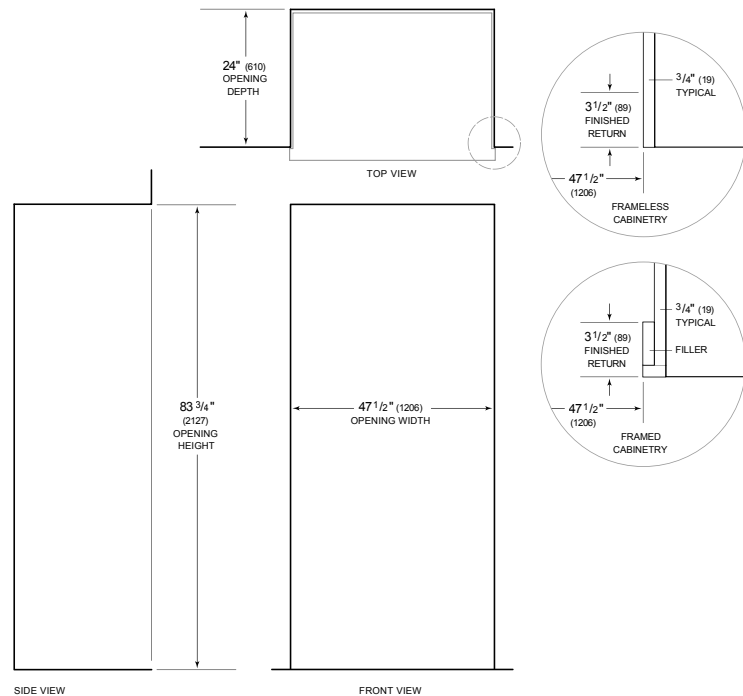 24" (610)
OPENING
DEPTH
TOP VIEW
3/4" (19)
TYPICAL
3 1/2" (89)
FINISHED
RETURN
47 1/2"
(1206)
FRAMELESS
CABINETRY
3/4" (19)
TYPICAL
3 1/2" (89)
FINISHED
RETURN
FILLER
47 1/2"
(1206)
FRAMED
CABINETRY
83 3/4"
(2127)
OPENING
HEIGHT
47 1/2" (1206)
OPENING WIDTH
SIDE VIEW
FRONT VIEW